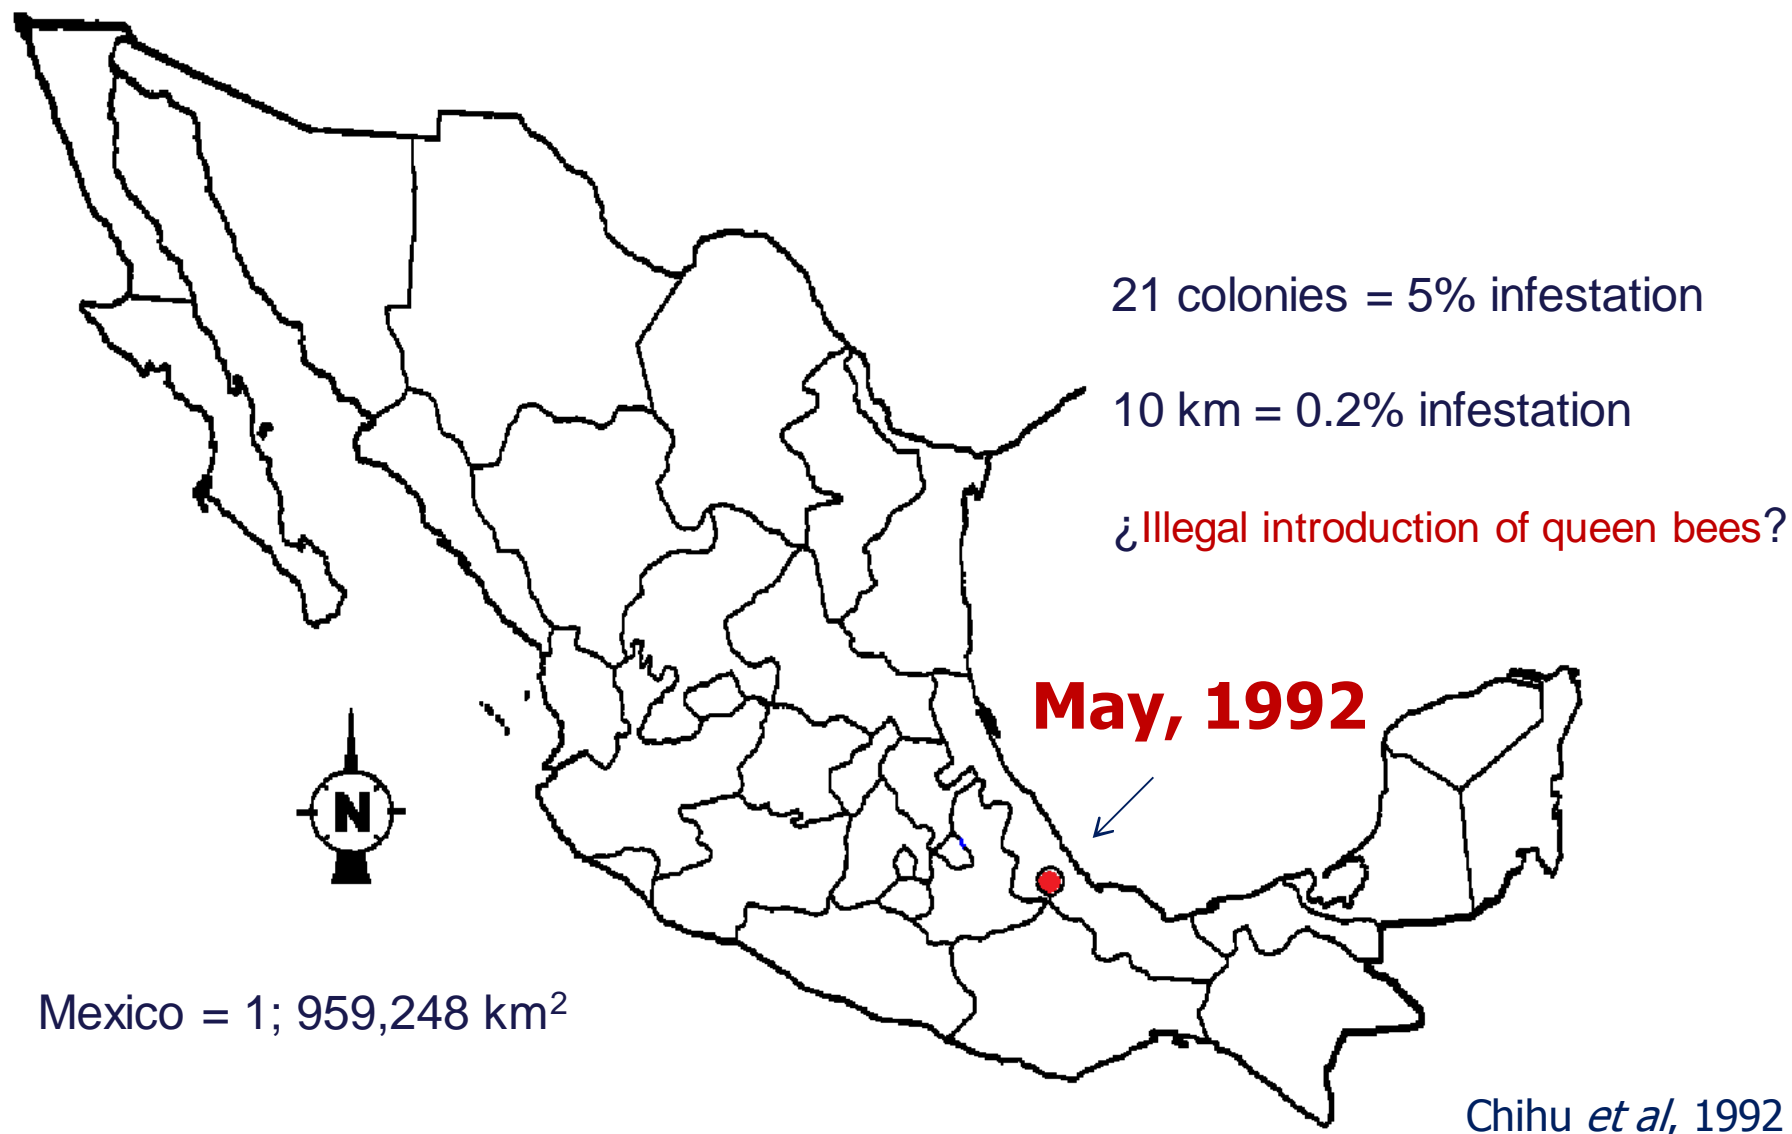 21 colonies = 5% infestation
10 km = 0.2% infestation
¿Illegal introduction of queen bees?
May, 1992
N
Mexico = 1; 959,248 km²
Chihu et al, 1992